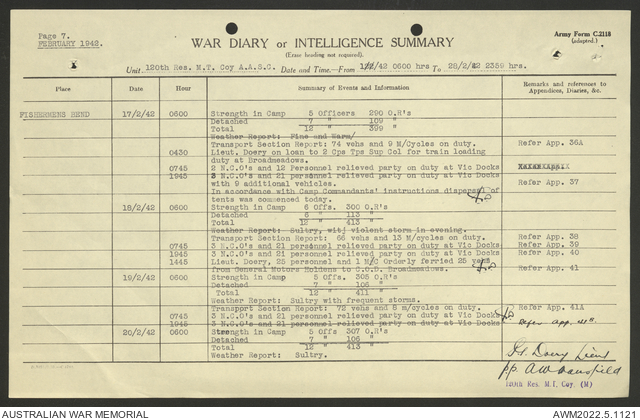 Page 7.
FEBRUARY 1942.
WAR DIARY or INTELLIGENCE SUMMARY
(Erase heading not required).
Army Form C.2118
(adapted.)
Unit. 120th Res. M.T. Coy A.A.S.C. Date and Time.—From 1/2/42 0600 hrs To 28/2/42 2359 hrs.
Place Date Hour Summary of Events and Information Remarks and references to Appendices, Diaries, &c.
FISHERMENS BEND 17/2/42 0600 Strength in Camp 5 Officers 290 O.R's
Detached 7 " 109 "
Total 12 " 399 "
Weather Report: Fine and Warm/
Transport Section Report: 74 vehs and 9 M/Cycles on duty. Refer App. 36A
0430 Lieut. Doery on loan to 2 Cps Tps Sup Col for train loading
duty at Broadmeadows.
0745 2 N.C.O's and 12 Personnel relieved party on duty at Vic Docks
1945 3 N.C.O's and 21 personnel relieved party on duty at Vic Docks Refer App. 37
with 9 additional vehicles.
In accordance with Camp Commandants' instructions dispersal of
tents was commenced today.
18/2/42 0600 Strength in Camp 6 Offs. 300 O.R's
Detached 6 " 113 "
Total 12 " 413 "
Weather Report: Sultry, witj violent storm in evening.
Transport Section Report: 66 vehs and 13 M/cycles on duty. Refer App. 38
0745 3 N.C.O's and 21 personnel relieved party on duty at Vic Docks Refer App. 39
1945 3 N.C.O's and 21 personnel relieved party on duty at Vic Docks. Refer App. 40
1445 Lieut. Doery, 25 personnel and 1 M/C Orderly ferried 25
from General Motors Holdens to C.O.D. Broadmeadows. Refer App. 41
19/2/42 0600 Strength in Camp 5 Offs. 305 O.R's
Detached 7 " 106 "
Total 12 " 411 "
Weather Report: Sultry with frequent storms.
Transport Section Report: 72 vehs and 8 m/cycles on duty. Refer App. 41A
0745 3 N.C.O's and 21 personnel relieved party on duty at Vic Docks
1945 3 N.C.O's and 21 personnel relieved party on duty at Vic Docks Refer App. 41B
20/2/42 0600 Strength in Camp 5 Offs 307 O.R's
Detached 7 " 106 "
Total 12 " 413 "
Weather Report: Sultry.
Doery Lieut
pp.
120th Res. M.T. Coy. (M)
AUSTRALIAN WAR MEMORIAL AWM2022.5.1121